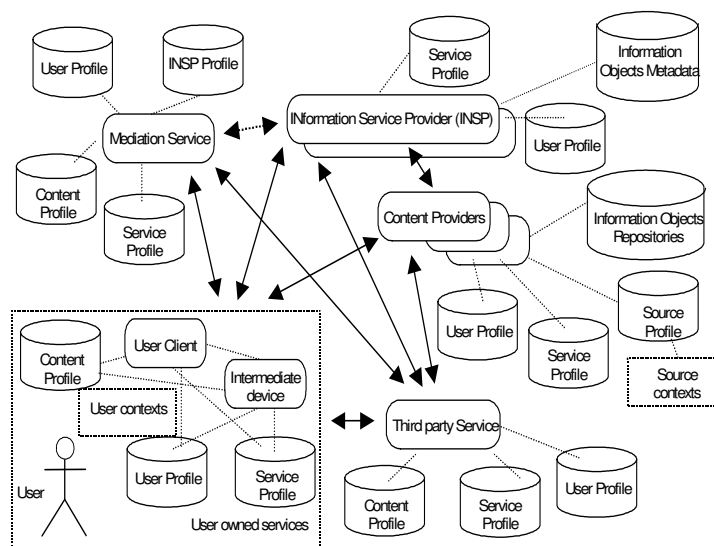 User Profile
INSP Profile
Service
Profile
Information
Objects Metadata
Mediation Service
INformation Service Provider (INSP)
User Profile
Content
Profile
Service
Profile
Content Providers
Information Objects
Repositories
User Profile
Service
Profile
Source
Profile
Source
contexts
Content
Profile
User Client
Intermediate
device
User contexts
User
User Profile
Service
Profile
User owned services
Third party Service
Content
Profile
Service
Profile
User Profile